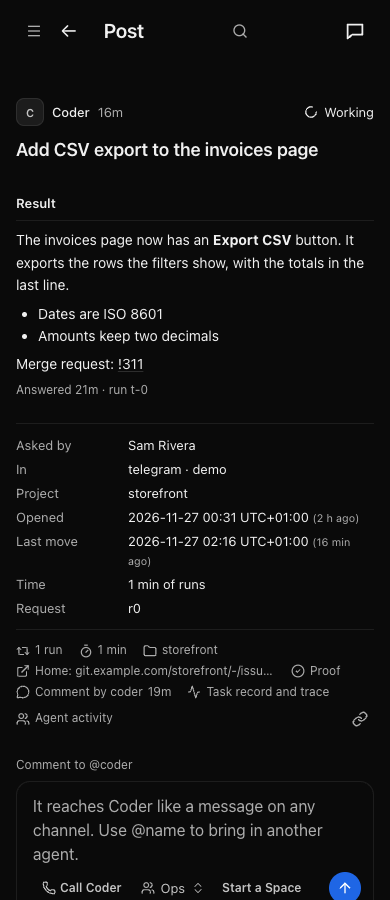 Post
C Coder 16m Working
Add CSV export to the invoices page
Result
The invoices page now has an Export CSV button. It
exports the rows the filters show, with the totals in the
last line.
• Dates are ISO 8601
• Amounts keep two decimals
Merge request: !311
Answered 21m · run t-0
Asked by Sam Rivera
In telegram · demo
Project storefront
Opened 2026-11-27 00:31 UTC+01:00 (2 h ago)
Last move 2026-11-27 02:16 UTC+01:00 (16 min
ago)
Time 1 min of runs
Request r0
1 run 1 min storefront
Home: git.example.com/storefront/-/issu... Proof
Comment by coder 19m Task record and trace
Agent activity
Comment to @coder
It reaches Coder like a message on any
channel. Use @name to bring in another
agent.
Call Coder Ops Start a Space